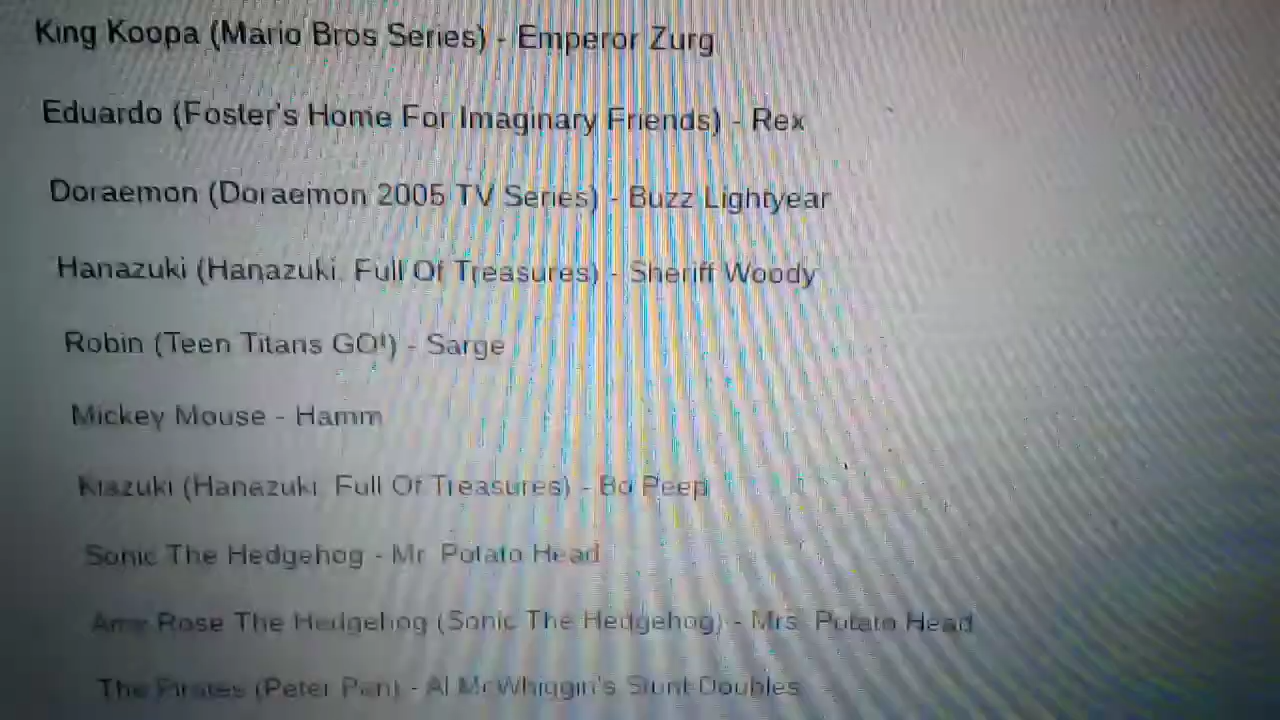 King Koopa (Mario Bros Series) - Emperor Zurg
Eduardo (Foster's Home For Imaginary Friends) - Rex
Doraemon (Doraemon 2005 TV Series) - Buzz Lightyear
Hanazuki (Hanazuki. Full Of Treasures) - Sheriff Woody
Robin (Teen Titans GO!) - Sarge
Mickey Mouse - Hamm
Kiazuki (Hanazuki. Full Of Treasures) - Bo Peep
Sonic The Hedgehog - Mr. Potato Head
Amy Rose The Hedgehog (Sonic The Hedgehog) - Mrs. Potato Head
The Pirates (Peter Pan) - Al McWhiggin's Stunt Doubles